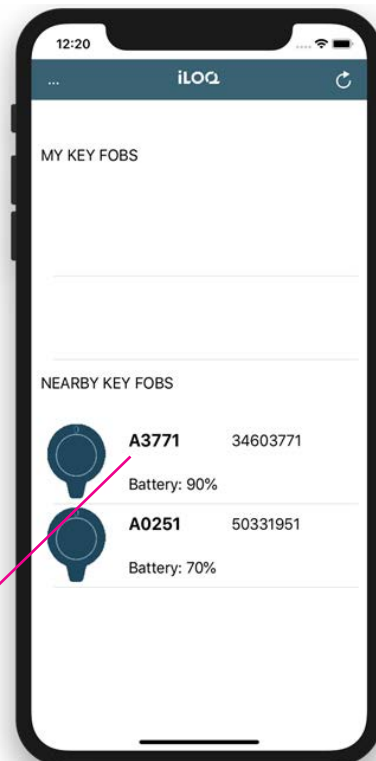 12:20
... iLOQ
MY KEY FOBS
NEARBY KEY FOBS
A3771 34603771
Battery: 90%
A0251 50331951
Battery: 70%